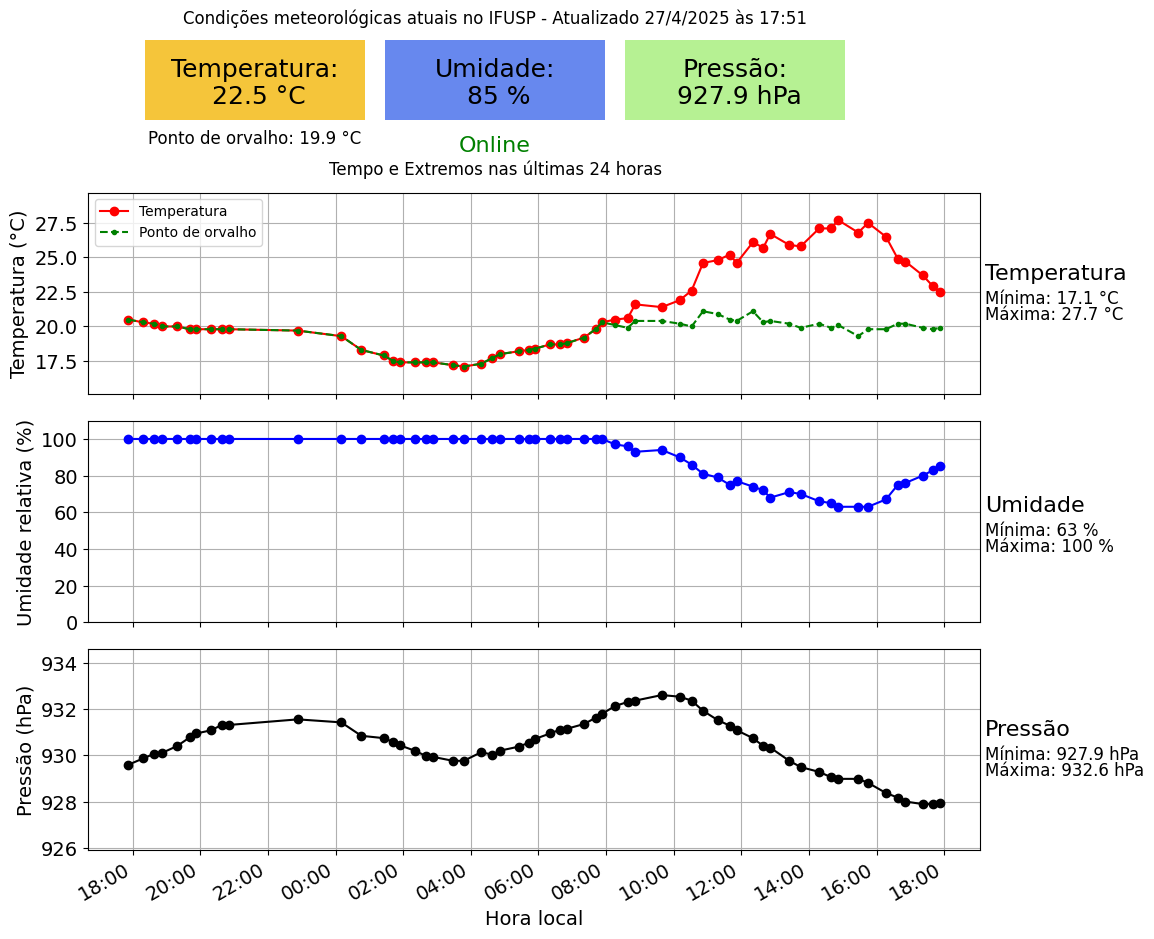 Condições meteorológicas atuais no IFUSP - Atualizado 27/4/2025 às 17:51
Temperatura:
22.5 °C
Umidade:
85 %
Pressão:
927.9 hPa
Ponto de orvalho: 19.9 °C
Online
Tempo e Extremos nas últimas 24 horas
Temperatura (°C)
27.5
25.0
22.5
20.0
17.5
Temperatura
Ponto de orvalho
Temperatura
Mínima: 17.1 °C
Máxima: 27.7 °C
Umidade relativa (%)
100
80
60
40
20
0
Umidade
Mínima: 63 %
Máxima: 100 %
Pressão (hPa)
934
932
930
928
926
Pressão
Mínima: 927.9 hPa
Máxima: 932.6 hPa
18:00
20:00
22:00
00:00
02:00
04:00
06:00
08:00
10:00
12:00
14:00
16:00
18:00
Hora local